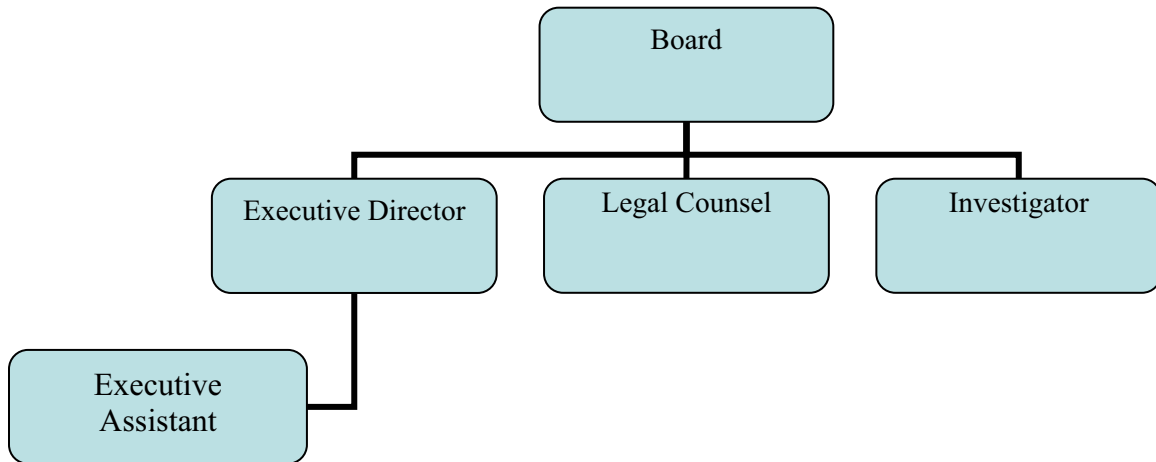 Board
Executive Director
Legal Counsel
Investigator
Executive
Assistant